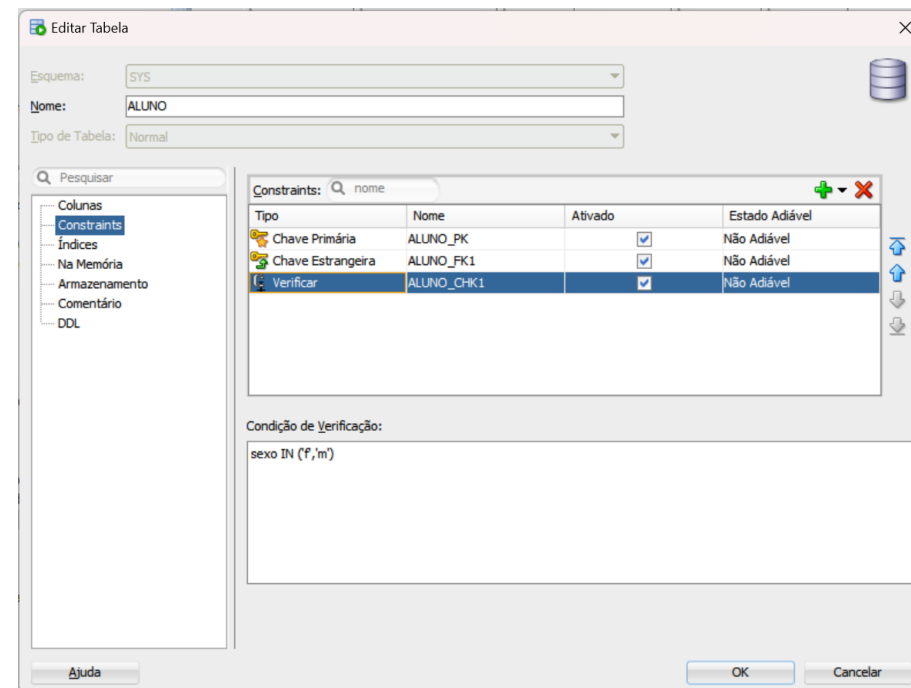 Editar Tabela
Esquema: SYS
Nome: ALUNO
Tipo de Tabela: Normal
Pesquisar
Colunas
Constraints
Índices
Na Memória
Armazenamento
Comentário
DDL
Constraints: nome
Tipo Nome Ativado Estado Adiável
Chave Primária ALUNO_PK Não Adiável
Chave Estrangeira ALUNO_FK1 Não Adiável
Verificar ALUNO_CHK1 Não Adiável
Condição de Verificação:
sexo IN ('f','m')
Ajuda OK Cancelar